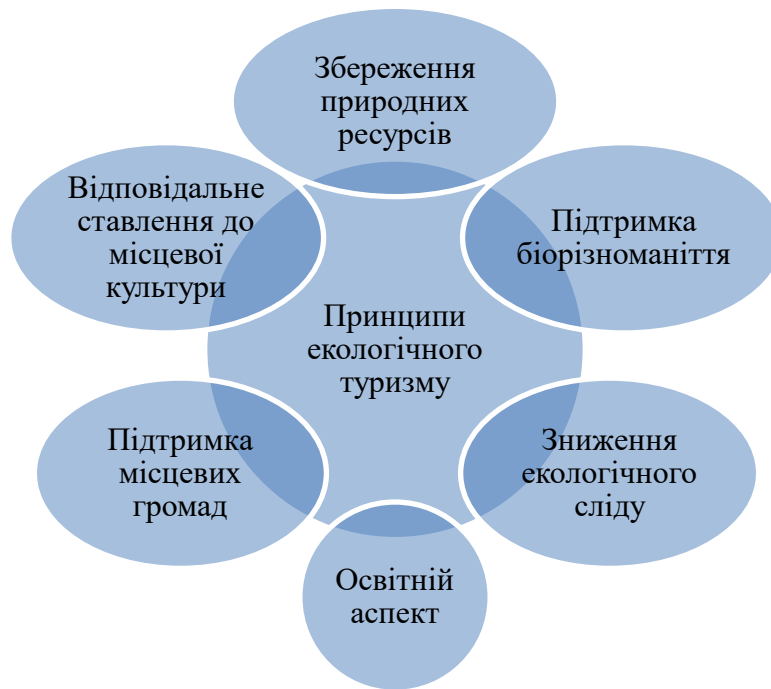 Збереження
природних
ресурсів
Підтримка
біорізноманіття
Зниження
екологічного
сліду
Освітній
аспект
Підтримка
місцевих
громад
Відповідальне
ставлення до
місцевої
культури
Принципи
екологічного
туризму